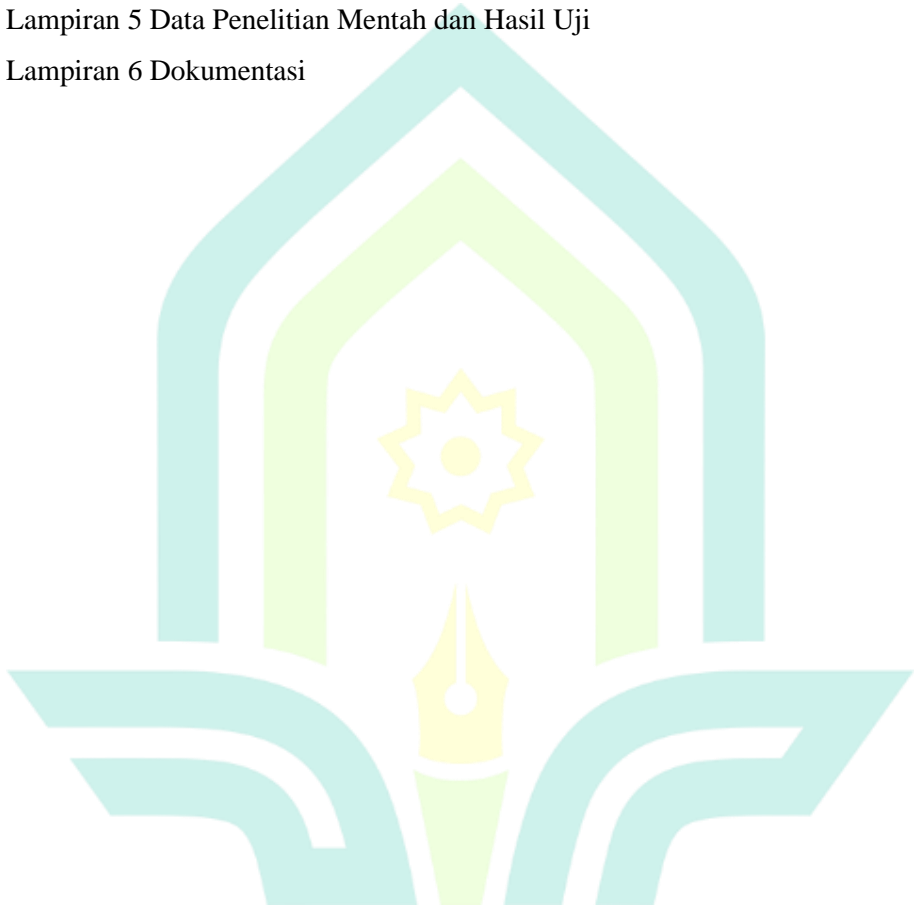 Lampiran 5 Data Penelitian Mentah dan Hasil Uji
Lampiran 6 Dokumentasi